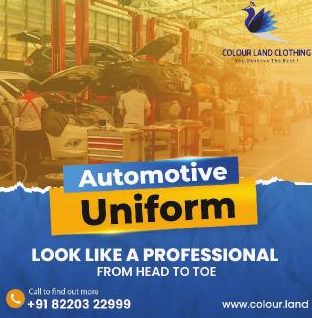 COLOUR LAND CLOTHING
You Deserve The Best!
Automotive
Uniform
LOOK LIKE A PROFESSIONAL
FROM HEAD TO TOE
Call to find out more
+91 82203 22999
www.colour.land